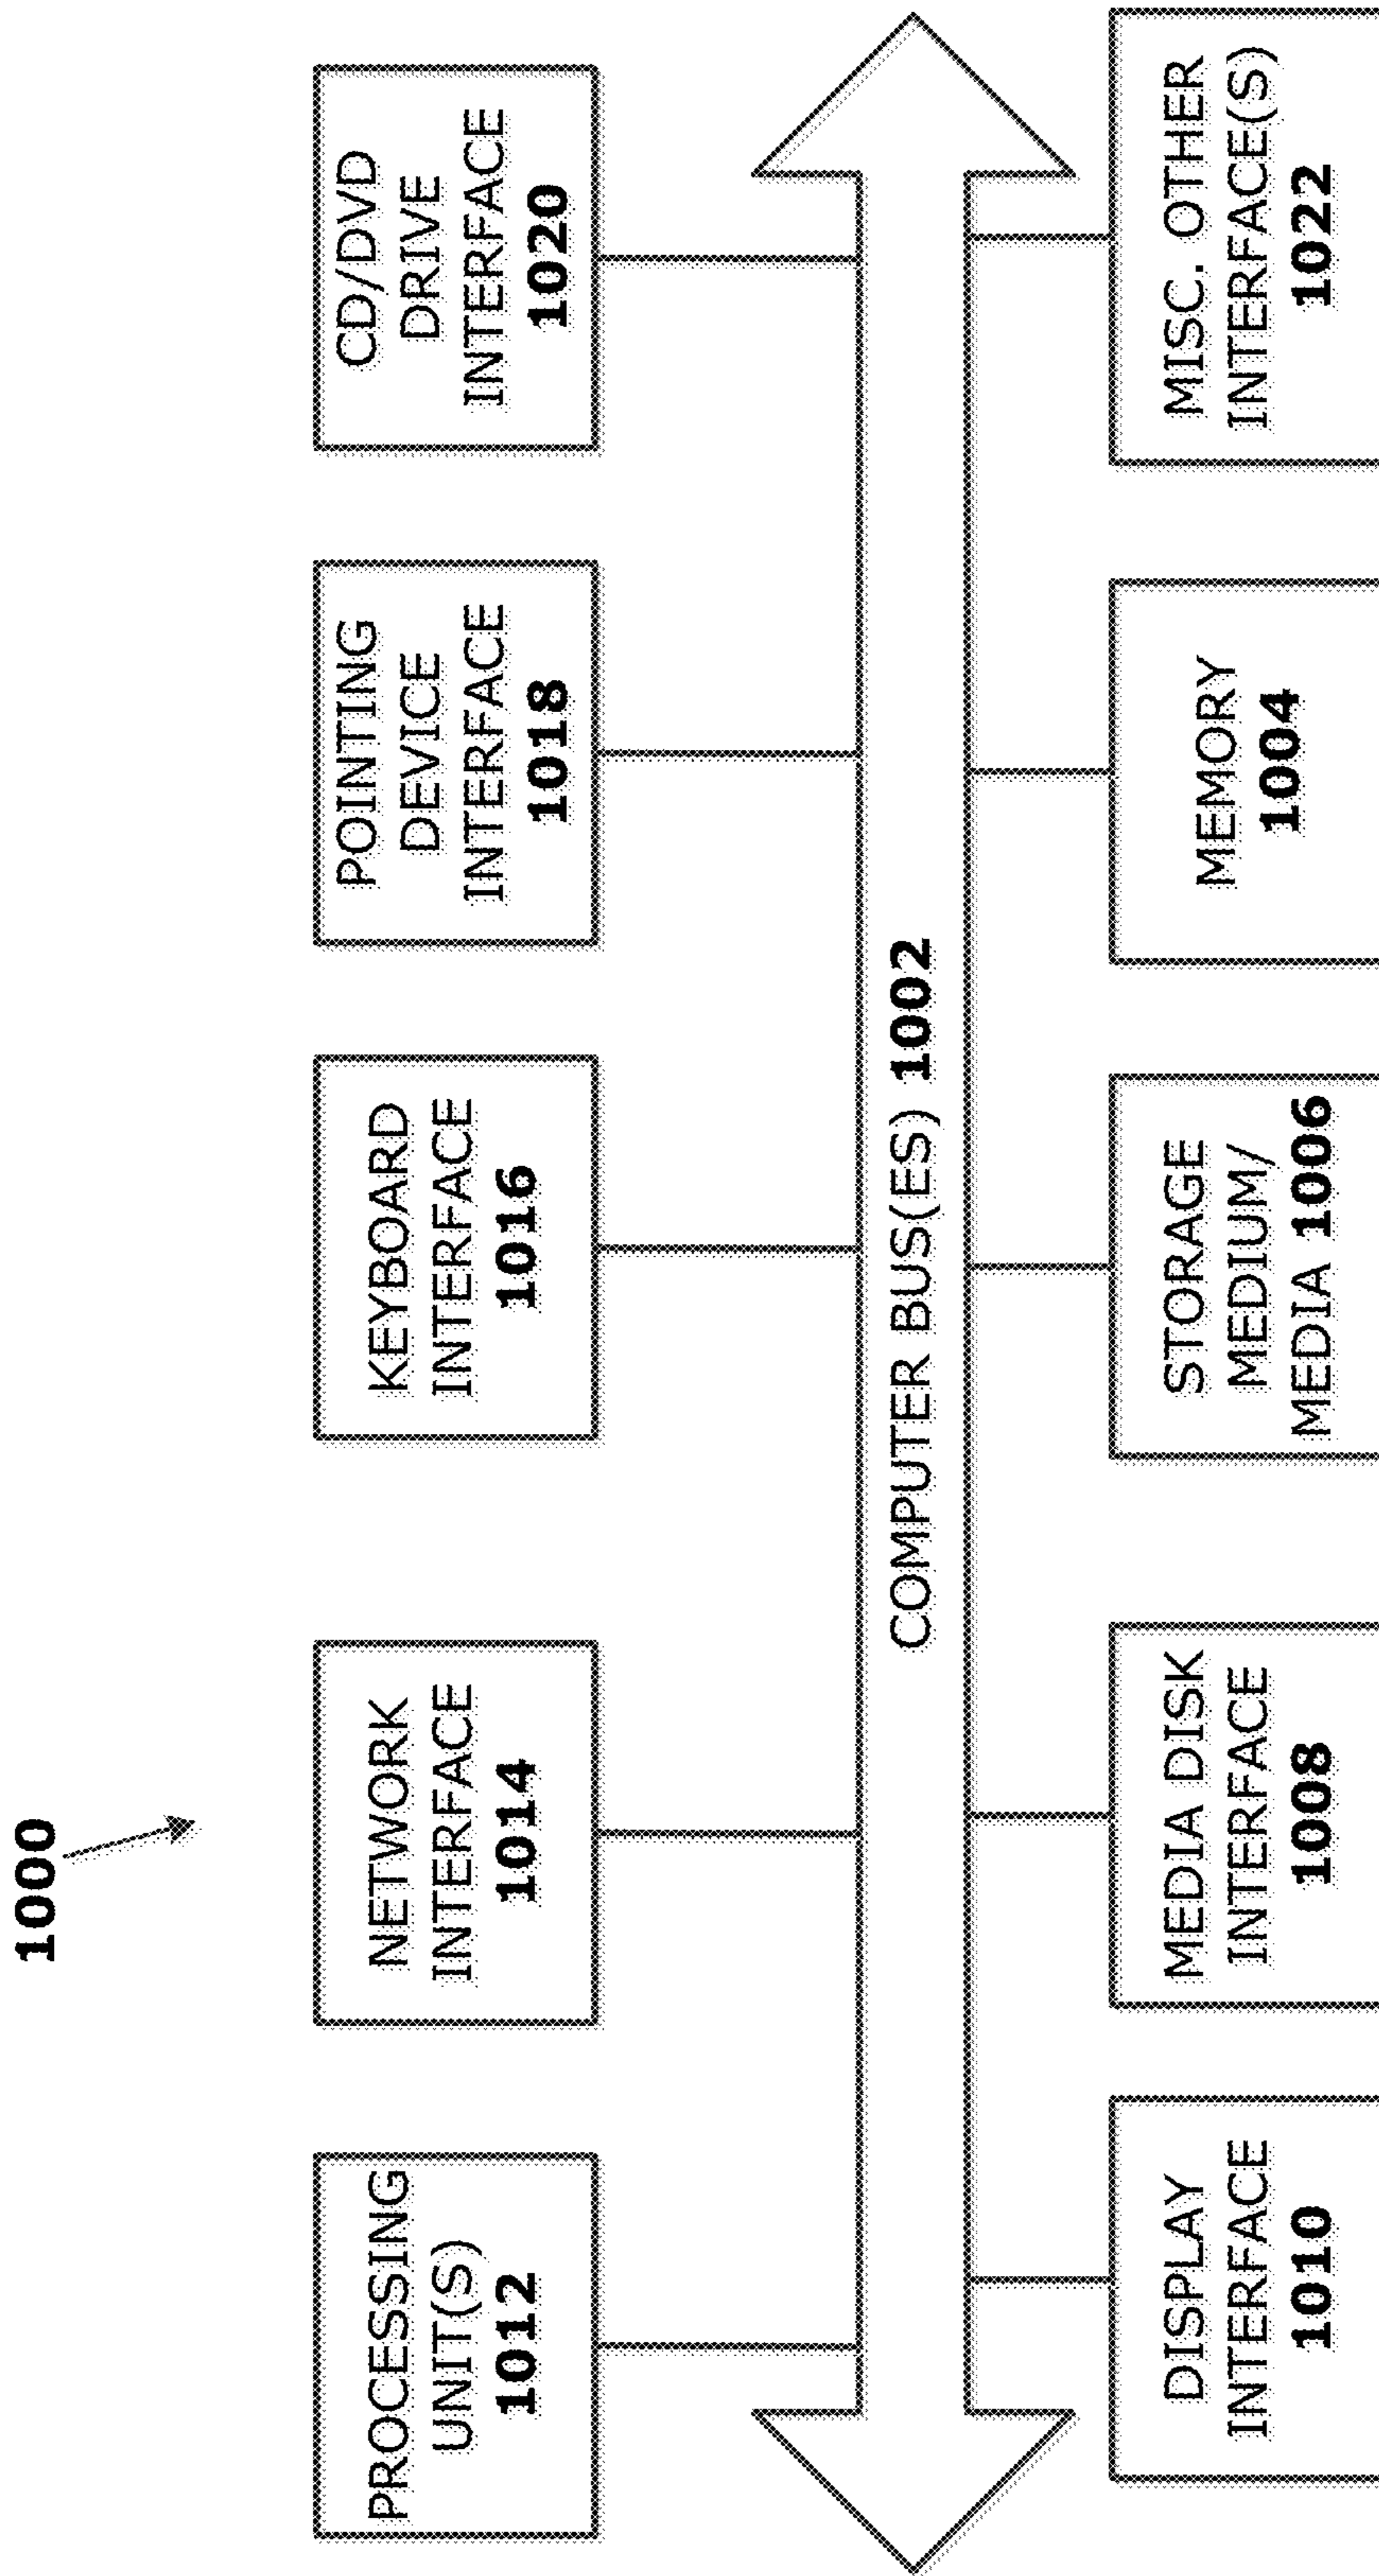 1000
PROCESSING
UNIT(S)
1012
NETWORK
INTERFACE
1014
KEYBOARD
INTERFACE
1016
POINTING
DEVICE
INTERFACE
1018
CD/DVD
DRIVE
INTERFACE
1020
COMPUTER BUS(ES) 1002
DISPLAY
INTERFACE
1010
MEDIA DISK
INTERFACE
1008
STORAGE
MEDIUM/
MEDIA 1006
MEMORY
1004
MISC. OTHER
INTERFACE(S)
1022